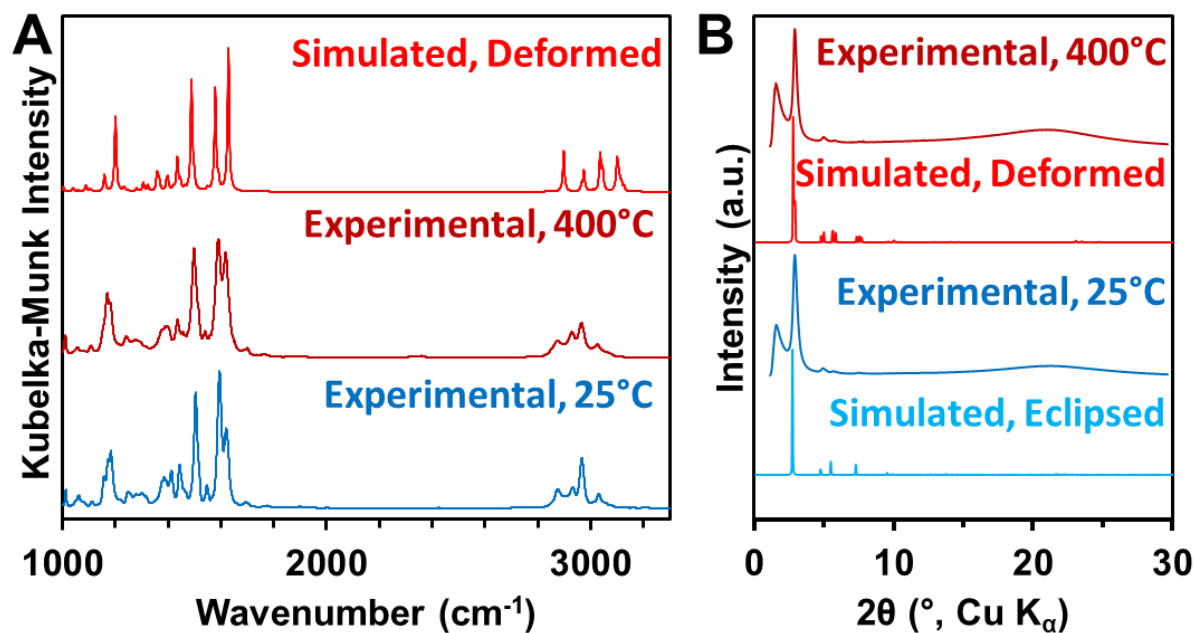 A
Kubelka-Munk Intensity
Simulated, Deformed
Experimental, 400°C
Experimental, 25°C
1000 2000 3000
Wavenumber (cm-1)
B
Intensity (a.u.)
Experimental, 400°C
Simulated, Deformed
Experimental, 25°C
Simulated, Eclipsed
0 10 20 30
2θ (°, Cu Kα)